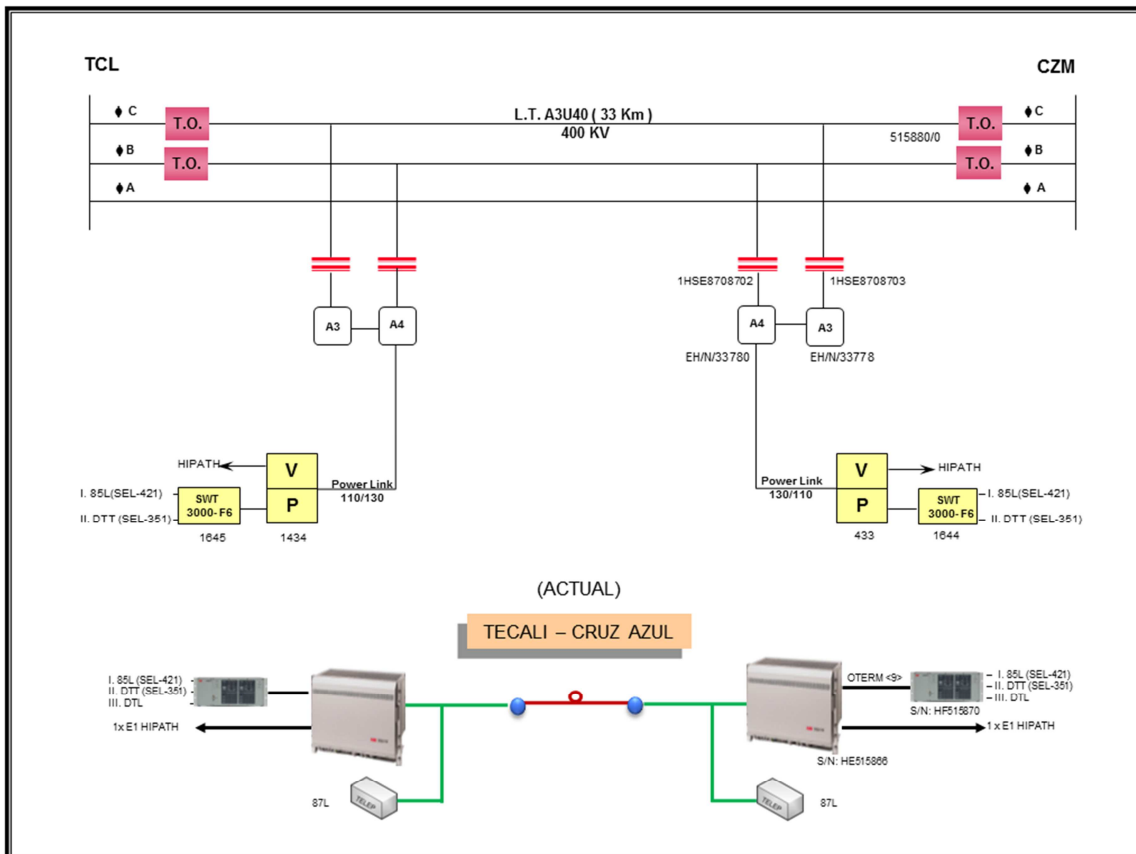 TCL
CZM
C
T.O.
L.T. A3U40 ( 33 Km )
400 KV
515880/0
T.O.
C
B
T.O.
T.O.
B
A
A
1HSE8708702
1HSE8708703
A3
A4
A4
A3
EH/N/33780
EH/N/33778
HIPATH
V
Power Link
110/130
Power Link
130/110
V
HIPATH
I. 85L(SEL-421)
II. DTT (SEL-351)
SWT
3000- F6
P
P
SWT
3000-F6
I. 85L (SEL-421)
II. DTT (SEL-351)
1645
1434
433
1644
(ACTUAL)
TECALI – CRUZ AZUL
I. 85L (SEL-421)
II. DTT (SEL-351)
III. DTL
1x E1 HIPATH
OTERM <9>
I. 85L (SEL-421)
II. DTT (SEL-351)
III. DTL
S/N: HF515870
1x E1 HIPATH
S/N: HE515866
87L
TELEP
TELEP
87L